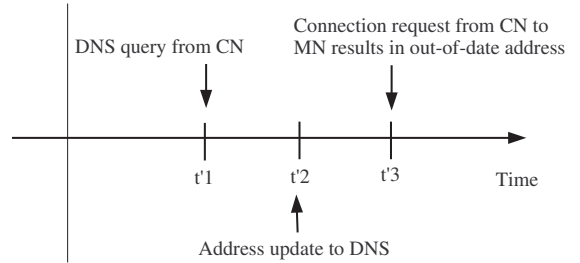 Connection request from CN to
MN results in out-of-date address
DNS query from CN
t'1
t'2
t'3
Time
Address update to DNS